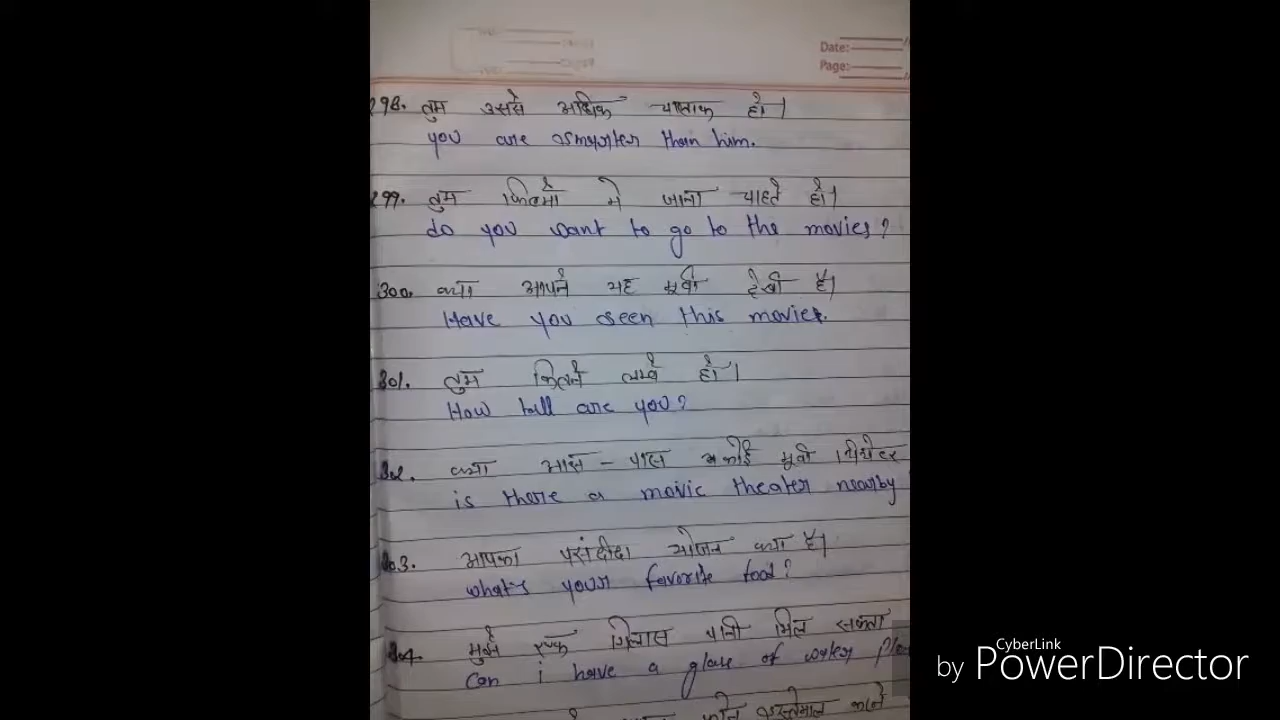 Date:
Page:
298. तुम उससे अधिक चालाक हो।
you are smarter than him.
299. तुम फिल्मों में जाना चाहते हो।
do you want to go to the movies?
300. क्या आपने यह मूवी देखी है।
Have you seen this movie.
301. तुम कितने लम्बे हो।
How tall are you?
302. क्या आस-पास कोई मूवी थियेटर
is there a movie theater nearby
303. आपका पसंदीदा भोजन क्या है।
what's your favorite food?
304. मुझे एक गिलास पानी मिल सकता
can i have a glass of water
फोन इस्तेमाल करने
CyberLink
by PowerDirector